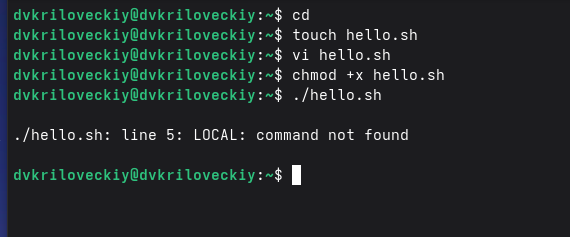 dvkriloveckiy@dvkriloveckiy:~$ cd
dvkriloveckiy@dvkriloveckiy:~$ touch hello.sh
dvkriloveckiy@dvkriloveckiy:~$ vi hello.sh
dvkriloveckiy@dvkriloveckiy:~$ chmod +x hello.sh
dvkriloveckiy@dvkriloveckiy:~$ ./hello.sh
./hello.sh: line 5: LOCAL: command not found
dvkriloveckiy@dvkriloveckiy:~$